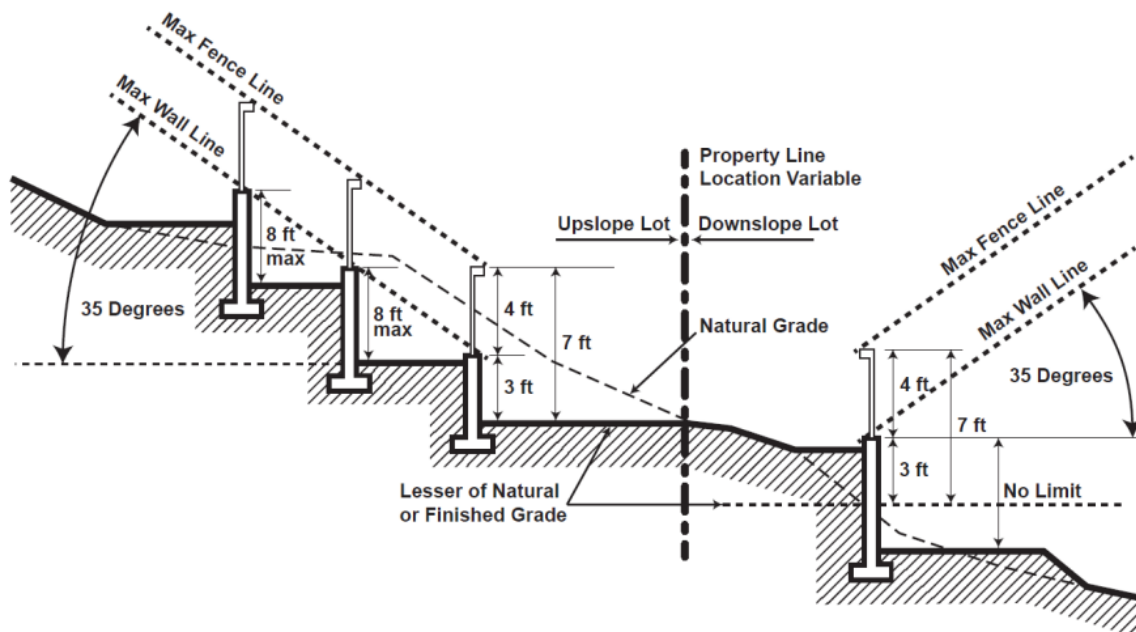 Max Fence Line
Max Wall Line
35 Degrees
8 ft
max
8 ft
max
4 ft
3 ft
7 ft
Property Line
Location Variable
Upslope Lot
Downslope Lot
Natural Grade
Lesser of Natural
or Finished Grade
Max Fence Line
Max Wall Line
35 Degrees
4 ft
7 ft
3 ft
No Limit